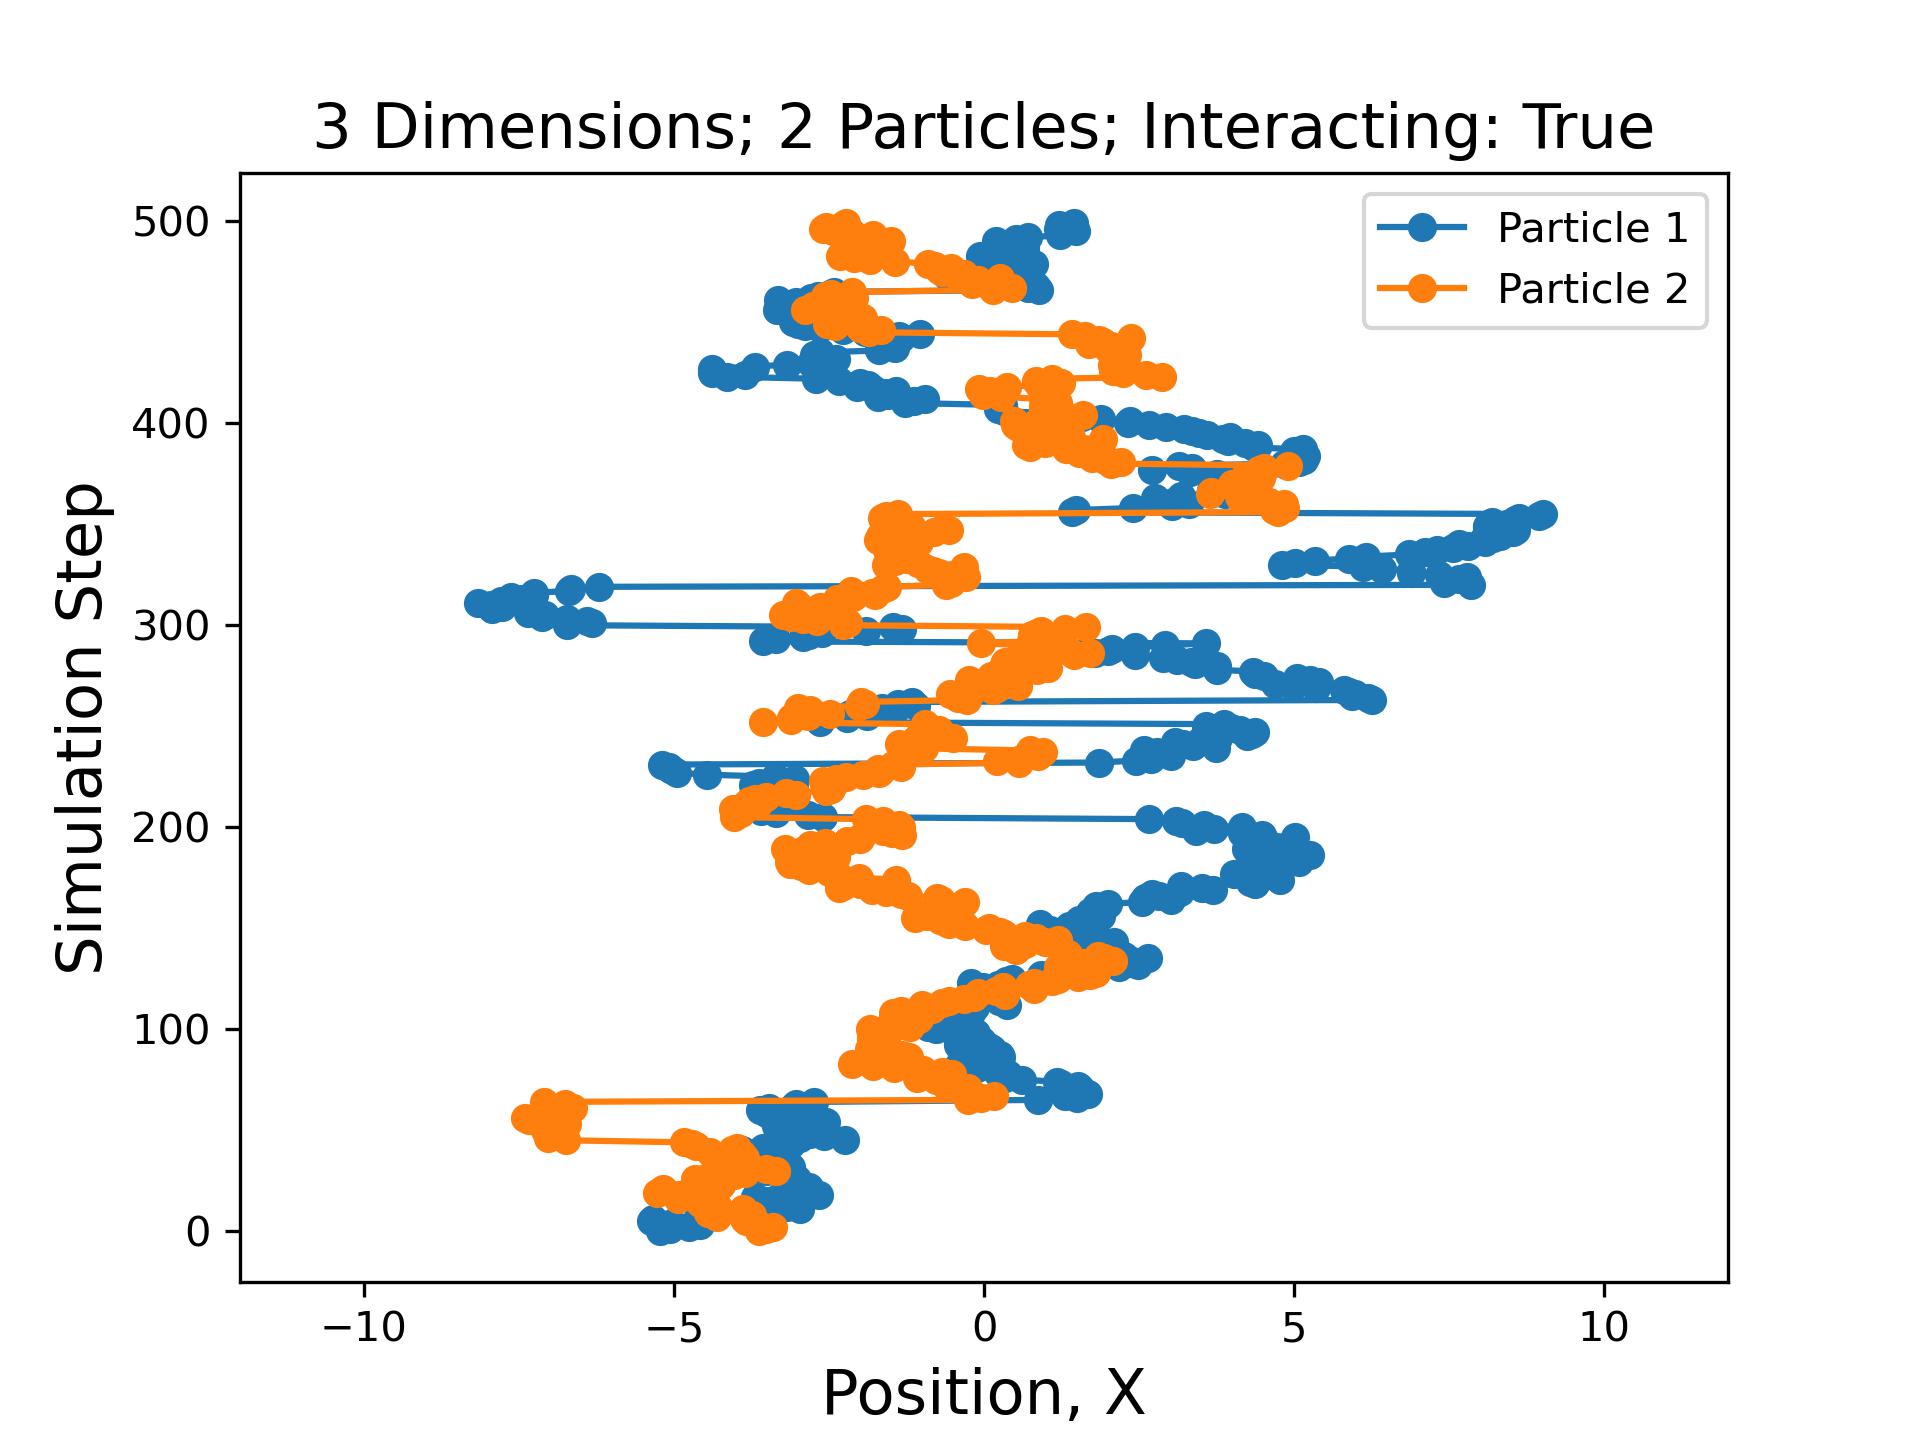 3 Dimensions; 2 Particles; Interacting: True
Particle 1
Particle 2
500
400
300
200
100
0
Simulation Step
−10
−5
0
5
10
Position, X